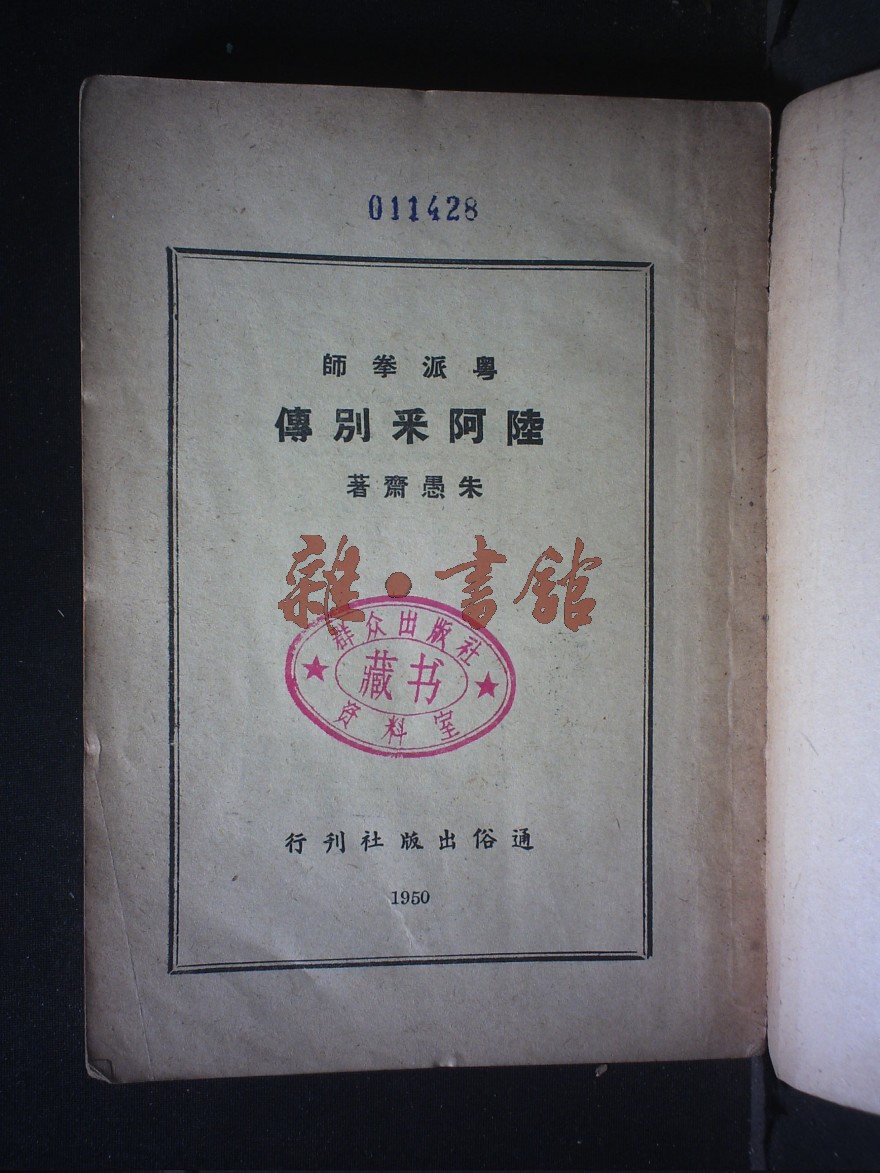 011428
粵派拳師
陸阿采別傳
朱愚齋著
雜·書館
群众出版社
藏书
资料室
通俗出版社刊行
1950